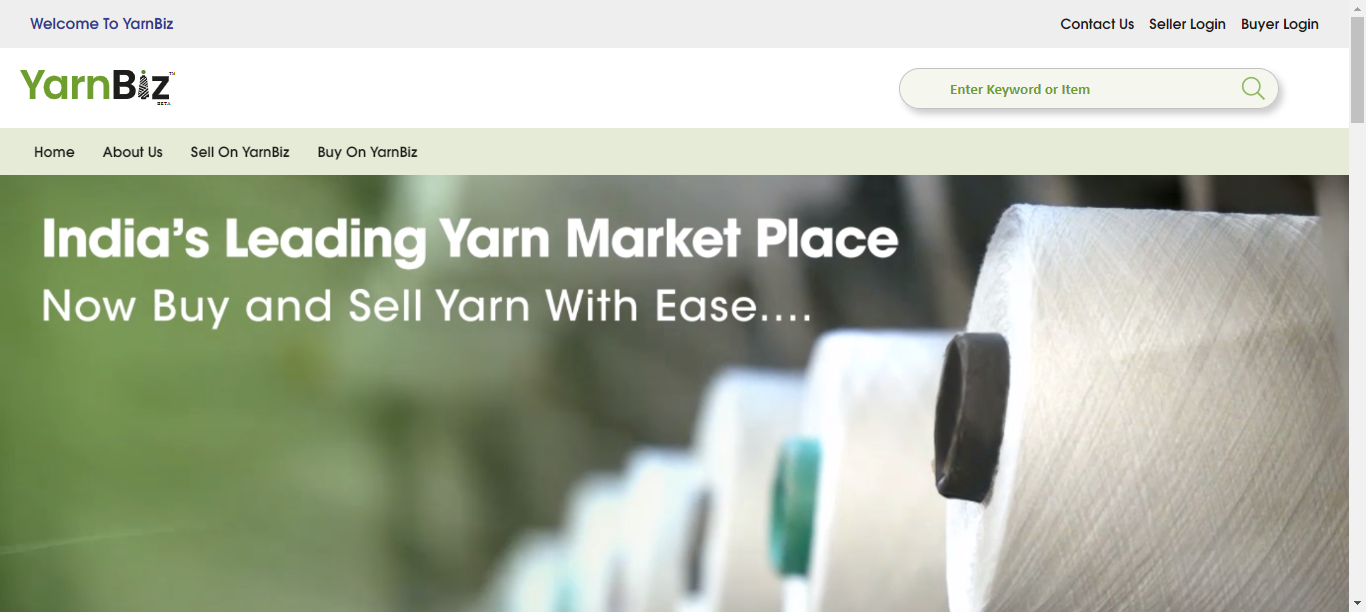 Welcome To YarnBiz
Contact Us Seller Login Buyer Login
YarnBiz™
BETA
Enter Keyword or Item
Home About Us Sell On YarnBiz Buy On YarnBiz
India’s Leading Yarn Market Place
Now Buy and Sell Yarn With Ease....